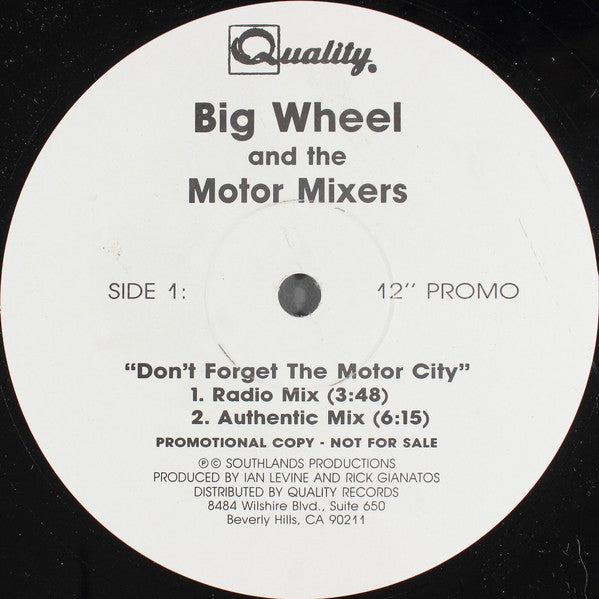 Quality®
Big Wheel
and the
Motor Mixers
SIDE 1: 12" PROMO
"Don't Forget The Motor City"
1. Radio Mix (3:48)
2. Authentic Mix (6:15)
PROMOTIONAL COPY - NOT FOR SALE
℗© SOUTHLANDS PRODUCTIONS
PRODUCED BY IAN LEVINE AND RICK GIANATOS
DISTRIBUTED BY QUALITY RECORDS
8484 Wilshire Blvd., Suite 650
Beverly Hills, CA 90211